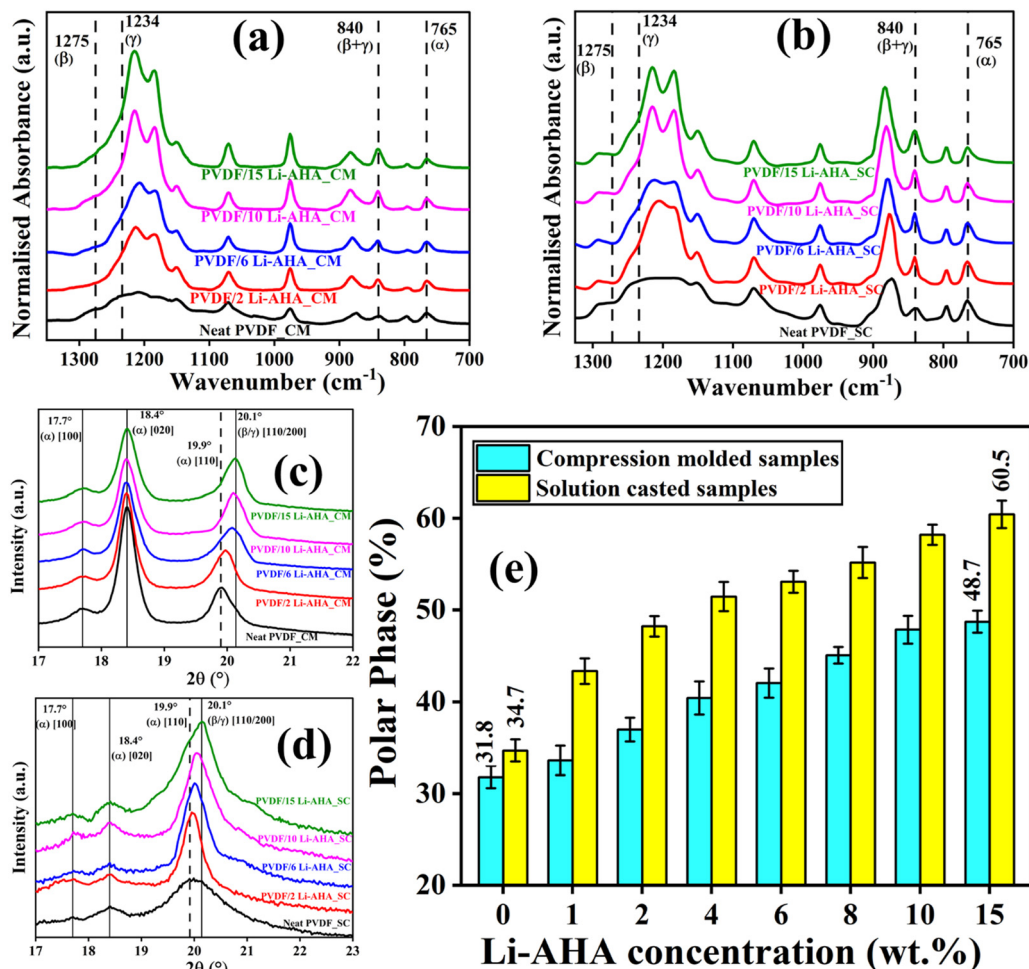 (a)
1275
(β)
1234
(γ)
840
(β+γ)
765
(α)
Normalised Absorbance (a.u.)
PVDF/15 Li-AHA_CM
PVDF/10 Li-AHA_CM
PVDF/6 Li-AHA_CM
PVDF/2 Li-AHA_CM
Neat PVDF_CM
1300 1200 1100 1000 900 800 700
Wavenumber (cm⁻¹)
(b)
1275
(β)
1234
(γ)
840
(β+γ)
765
(α)
Normalised Absorbance (a.u.)
PVDF/15 Li-AHA_SC
PVDF/10 Li-AHA_SC
PVDF/6 Li-AHA_SC
PVDF/2 Li-AHA_SC
Neat PVDF_SC
1300 1200 1100 1000 900 800 700
Wavenumber (cm⁻¹)
(c)
17.7°
(α) [100]
18.4°
(α) [020]
19.9°
(α) [110]
20.1°
(β/γ) [110/200]
Intensity (a.u.)
PVDF/15 Li-AHA_CM
PVDF/10 Li-AHA_CM
PVDF/6 Li-AHA_CM
PVDF/2 Li-AHA_CM
Neat PVDF_CM
17 18 19 20 21 22
2θ (°)
(d)
17.7°
(α) [100]
18.4°
(α) [020]
19.9°
(α) [110]
20.1°
(β/γ) [110/200]
Intensity (a.u.)
PVDF/15 Li-AHA_SC
PVDF/10 Li-AHA_SC
PVDF/6 Li-AHA_SC
PVDF/2 Li-AHA_SC
Neat PVDF_SC
17 18 19 20 21 22 23
2θ (°)
(e)
Compression molded samples
Solution casted samples
Polar Phase (%)
70
60
50
40
30
20
31.8
34.7
48.7
60.5
0 1 2 4 6 8 10 15
Li-AHA concentration (wt.%)